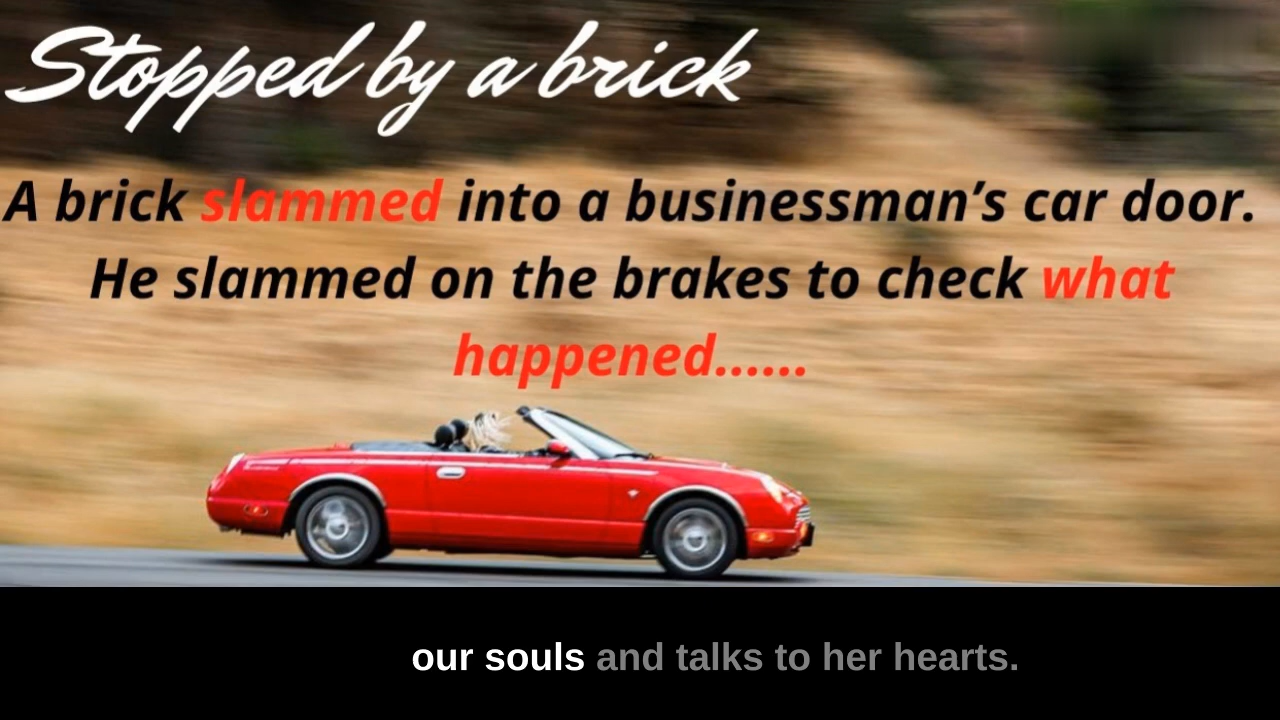 Stopped by a brick
A brick slammed into a businessman’s car door.
He slammed on the brakes to check what
happened......
our souls and talks to her hearts.